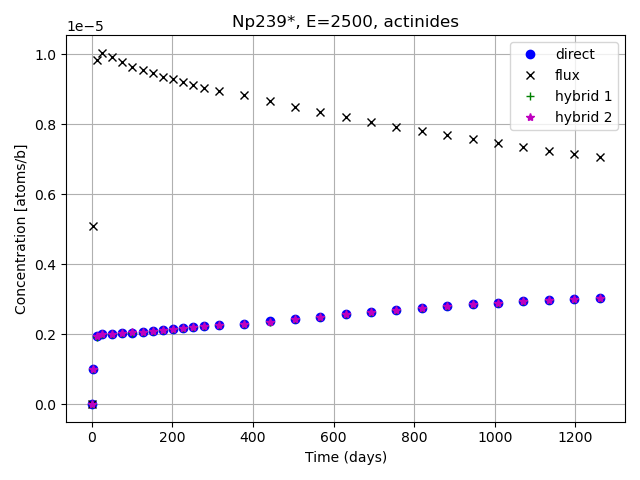 Np239*, E=2500, actinides
1e−5
1.0
0.8
0.6
0.4
0.2
0.0
Concentration [atoms/b]
direct
flux
hybrid 1
hybrid 2
0 200 400 600 800 1000 1200
Time (days)